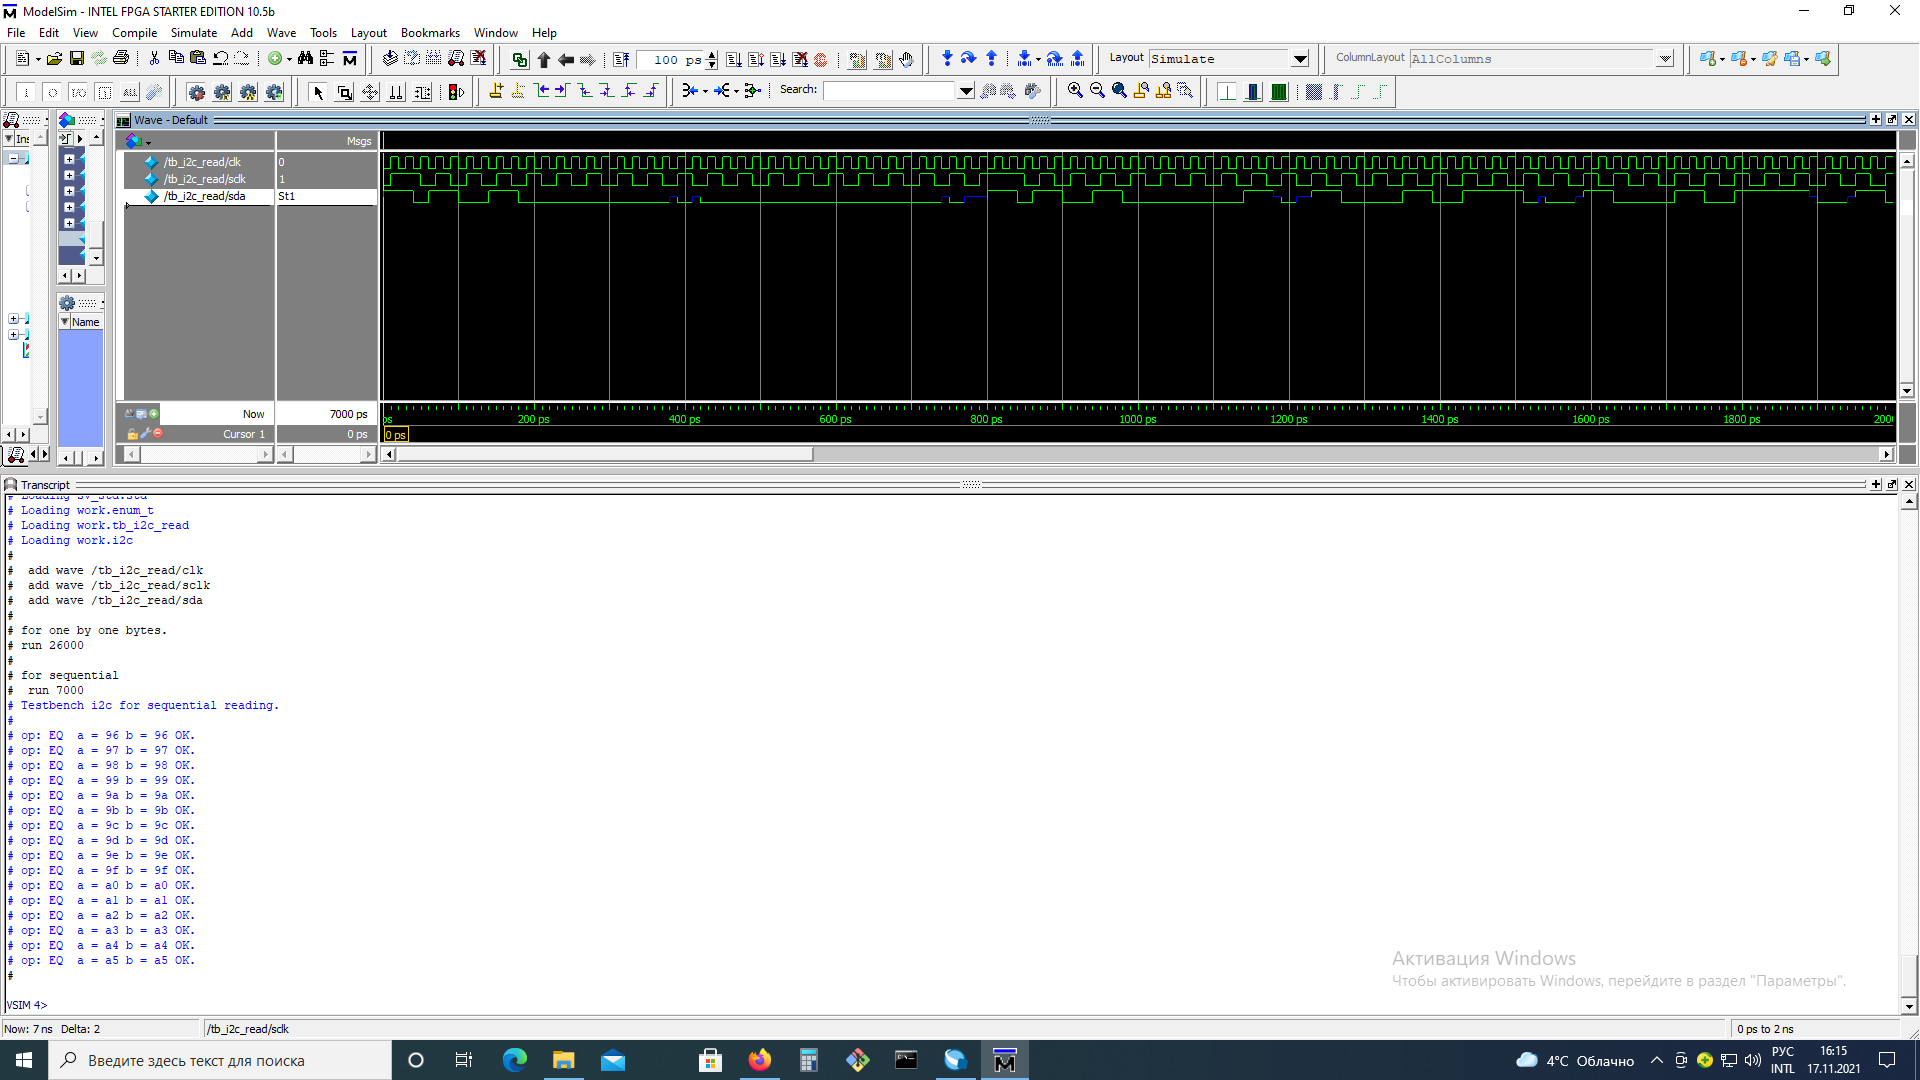 ModelSim - INTEL FPGA STARTER EDITION 10.5b
File Edit View Compile Simulate Add Wave Tools Layout Bookmarks Window Help
100 ps
Layout Simulate
ColumnLayout AllColumns
ALL
Search:
Wave - Default
Msgs
Ins
/tb_i2c_read/clk 0
/tb_i2c_read/sclk 1
/tb_i2c_read/sda St1
Name
Now 7000 ps
Cursor 1 0 ps
ps 200 ps 400 ps 600 ps 800 ps 1000 ps 1200 ps 1400 ps 1600 ps 1800 ps 200
0 ps
Transcript
# Loading sv_std.std
# Loading work.enum_t
# Loading work.tb_i2c_read
# Loading work.i2c
#
# add wave /tb_i2c_read/clk
# add wave /tb_i2c_read/sclk
# add wave /tb_i2c_read/sda
#
# for one by one bytes.
# run 26000
#
# for sequential
# run 7000
# Testbench i2c for sequential reading.
#
# op: EQ a = 96 b = 96 OK.
# op: EQ a = 97 b = 97 OK.
# op: EQ a = 98 b = 98 OK.
# op: EQ a = 99 b = 99 OK.
# op: EQ a = 9a b = 9a OK.
# op: EQ a = 9b b = 9b OK.
# op: EQ a = 9c b = 9c OK.
# op: EQ a = 9d b = 9d OK.
# op: EQ a = 9e b = 9e OK.
# op: EQ a = 9f b = 9f OK.
# op: EQ a = a0 b = a0 OK.
# op: EQ a = a1 b = a1 OK.
# op: EQ a = a2 b = a2 OK.
# op: EQ a = a3 b = a3 OK.
# op: EQ a = a4 b = a4 OK.
# op: EQ a = a5 b = a5 OK.
#
VSIM 4>
Активация Windows
Чтобы активировать Windows, перейдите в раздел "Параметры".
Now: 7 ns Delta: 2
/tb_i2c_read/sclk
0 ps to 2 ns
Введите здесь текст для поиска
4°C Облачно
РУС
INTL
16:15
17.11.2021